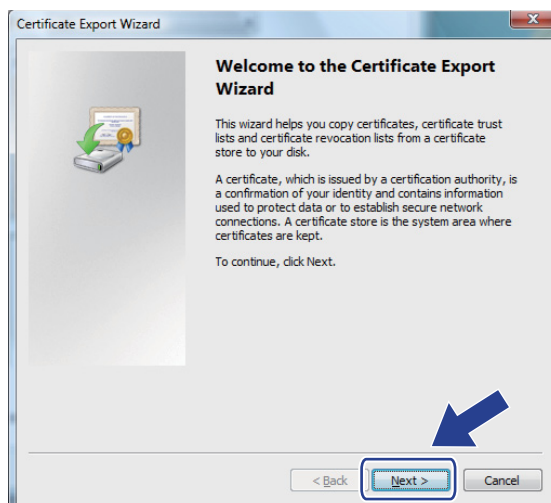 Certificate Export Wizard
Welcome to the Certificate Export
Wizard
This wizard helps you copy certificates, certificate trust
lists and certificate revocation lists from a certificate
store to your disk.
A certificate, which is issued by a certification authority, is
a confirmation of your identity and contains information
used to protect data or to establish secure network
connections. A certificate store is the system area where
certificates are kept.
To continue, click Next.
< Back Next > Cancel